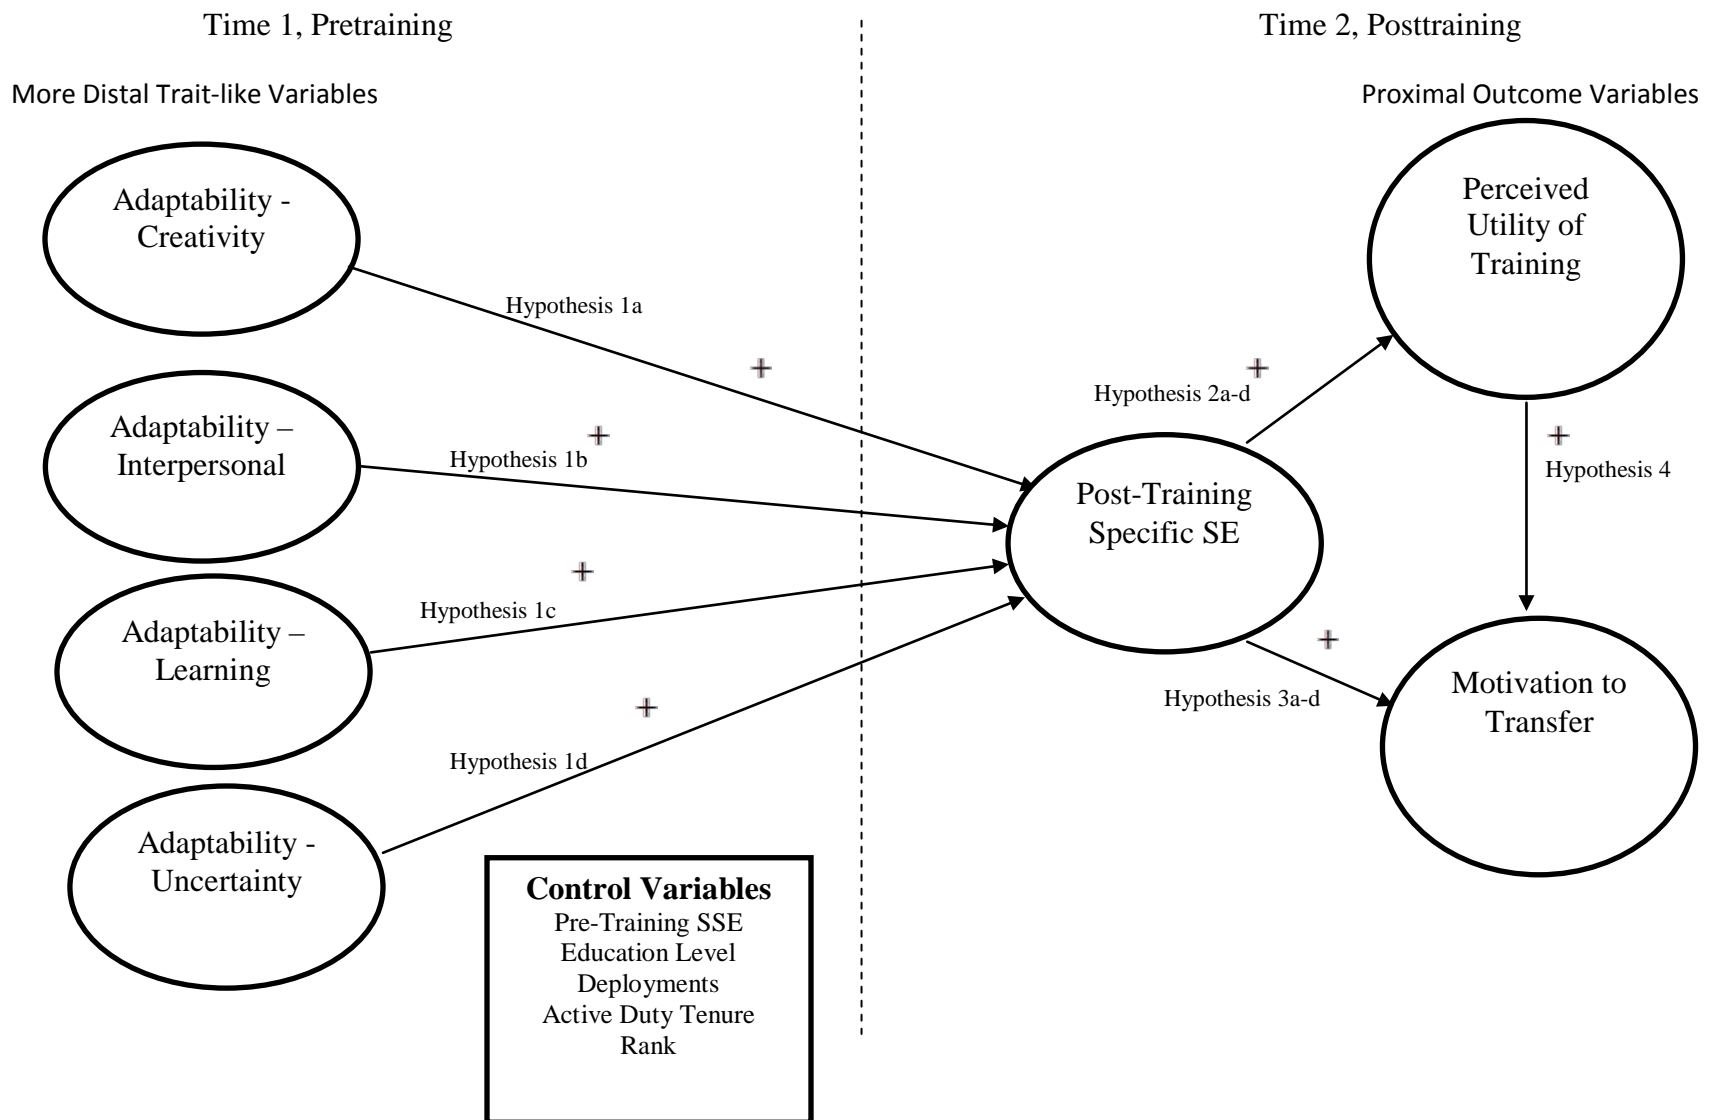 Time 1, Pretraining
Time 2, Posttraining
More Distal Trait-like Variables
Proximal Outcome Variables
Adaptability -
Creativity
Perceived
Utility of
Training
Hypothesis 1a
+
+
Hypothesis 2a-d
Adaptability –
Interpersonal
+
Hypothesis 1b
+
Hypothesis 4
Post-Training
Specific SE
+
Hypothesis 1c
Adaptability –
Learning
+
Hypothesis 3a-d
Motivation to
Transfer
+
Hypothesis 1d
Adaptability -
Uncertainty
Control Variables
Pre-Training SSE
Education Level
Deployments
Active Duty Tenure
Rank